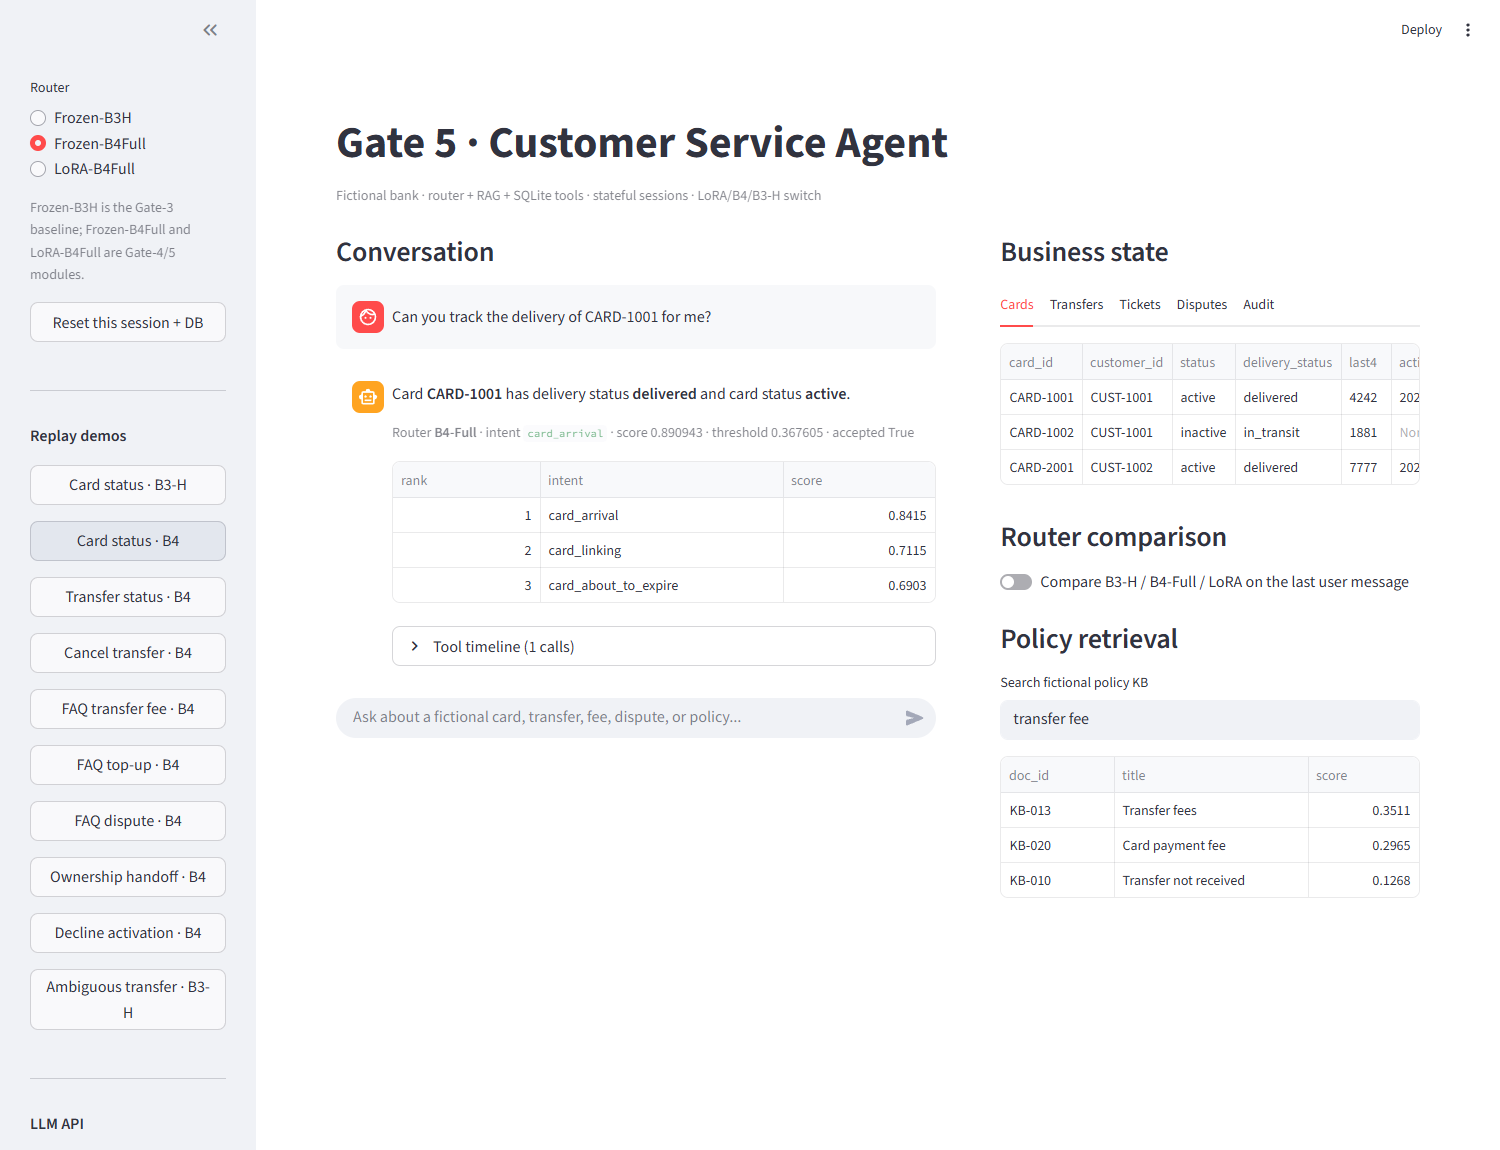 Router
Frozen-B3H
Frozen-B4Full
LoRA-B4Full
Frozen-B3H is the Gate-3
baseline; Frozen-B4Full and
LoRA-B4Full are Gate-4/5
modules.
Reset this session + DB
Replay demos
Card status · B3-H
Card status · B4
Transfer status · B4
Cancel transfer · B4
FAQ transfer fee · B4
FAQ top-up · B4
FAQ dispute · B4
Ownership handoff · B4
Decline activation · B4
Ambiguous transfer · B3-
H
LLM API
Deploy
Gate 5 · Customer Service Agent
Fictional bank · router + RAG + SQLite tools · stateful sessions · LoRA/B4/B3-H switch
Conversation
Can you track the delivery of CARD-1001 for me?
Card CARD-1001 has delivery status delivered and card status active.
Router B4-Full · intent card_arrival · score 0.890943 · threshold 0.367605 · accepted True
rank intent score
1 card_arrival 0.8415
2 card_linking 0.7115
3 card_about_to_expire 0.6903
Tool timeline (1 calls)
Ask about a fictional card, transfer, fee, dispute, or policy...
Business state
Cards Transfers Tickets Disputes Audit
card_id customer_id status delivery_status last4 acti
CARD-1001 CUST-1001 active delivered 4242 202
CARD-1002 CUST-1001 inactive in_transit 1881 Nor
CARD-2001 CUST-1002 active delivered 7777 202
Router comparison
Compare B3-H / B4-Full / LoRA on the last user message
Policy retrieval
Search fictional policy KB
transfer fee
doc_id title score
KB-013 Transfer fees 0.3511
KB-020 Card payment fee 0.2965
KB-010 Transfer not received 0.1268